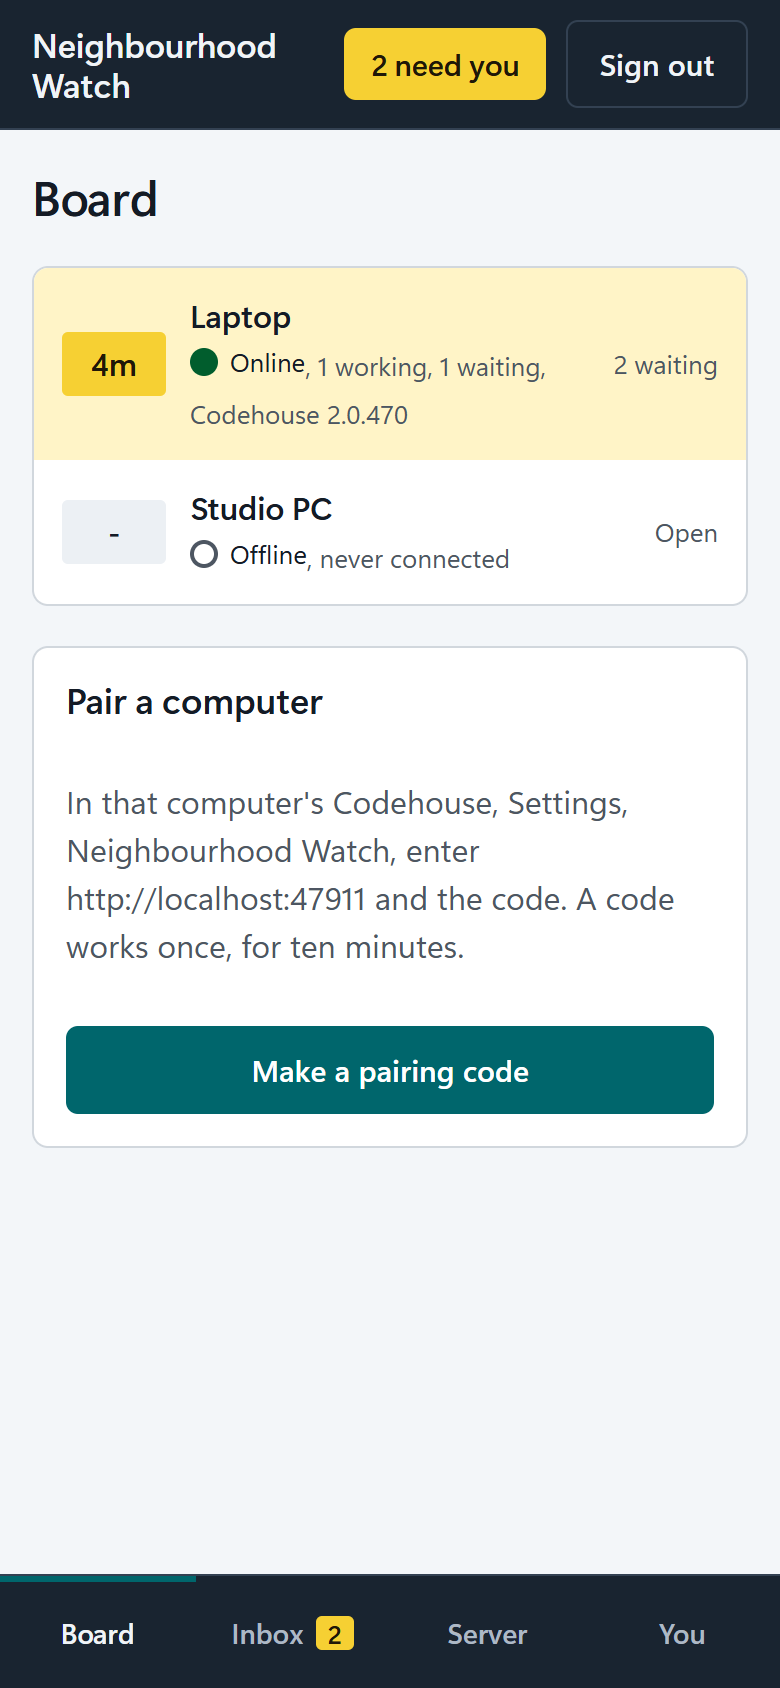 Neighbourhood
Watch
2 need you
Sign out
Board
4m
Laptop
Online, 1 working, 1 waiting,
Codehouse 2.0.470
2 waiting
-
Studio PC
Offline, never connected
Open
Pair a computer
In that computer's Codehouse, Settings,
Neighbourhood Watch, enter
http://localhost:47911 and the code. A code
works once, for ten minutes.
Make a pairing code
Board
Inbox 2
Server
You